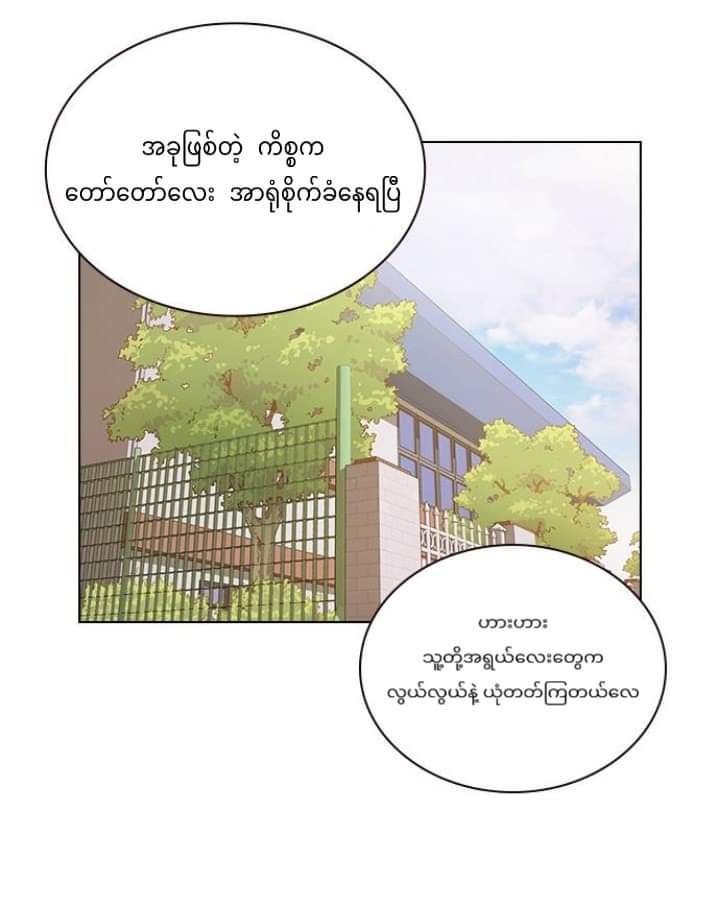 အခုဖြစ်တဲ့ ကိစ္စက
တော်တော်လေး အာရုံစိုက်ခံနေရပြီ
ဟားဟား
သူတို့အရွယ်လေးတွေက
လွယ်လွယ်နဲ့ ယုံတတ်ကြတယ်လေ